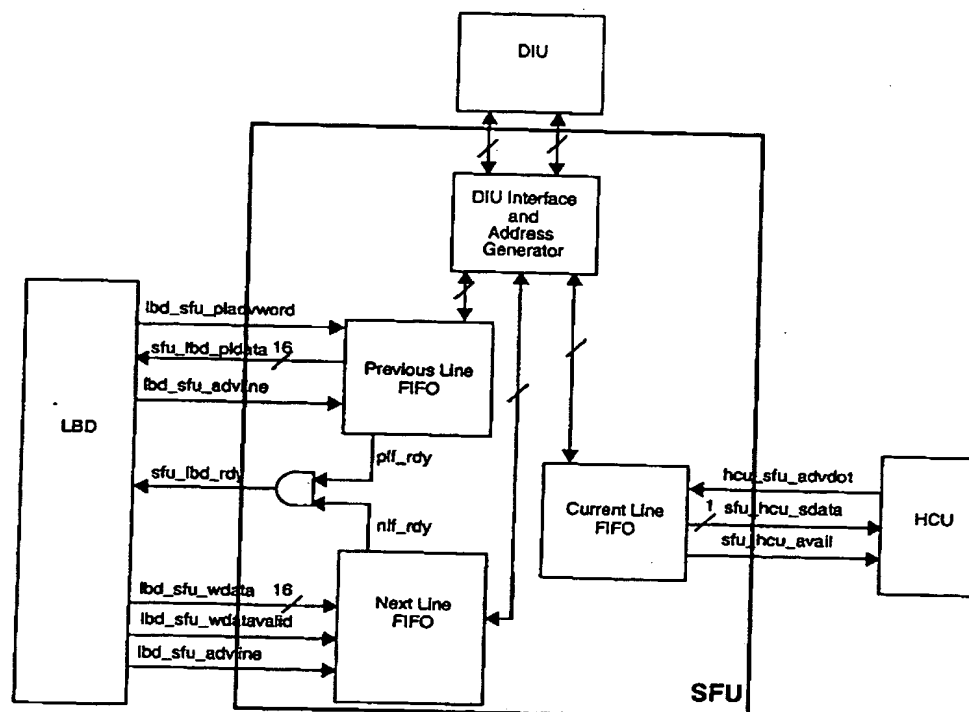 DIU
DIU Interface
and
Address
Generator
lbd_sfu_pladvword
sfu_lbd_pldata 16
lbd_sfu_advline
Previous Line
FIFO
LBD
plf_rdy
sfu_lbd_rdy
nlf_rdy
hcu_sfu_advdot
1 sfu_hcu_sdata
sfu_hcu_avail
Current Line
FIFO
HCU
lbd_sfu_wdata 16
lbd_sfu_wdatavalid
lbd_sfu_advline
Next Line
FIFO
SFU